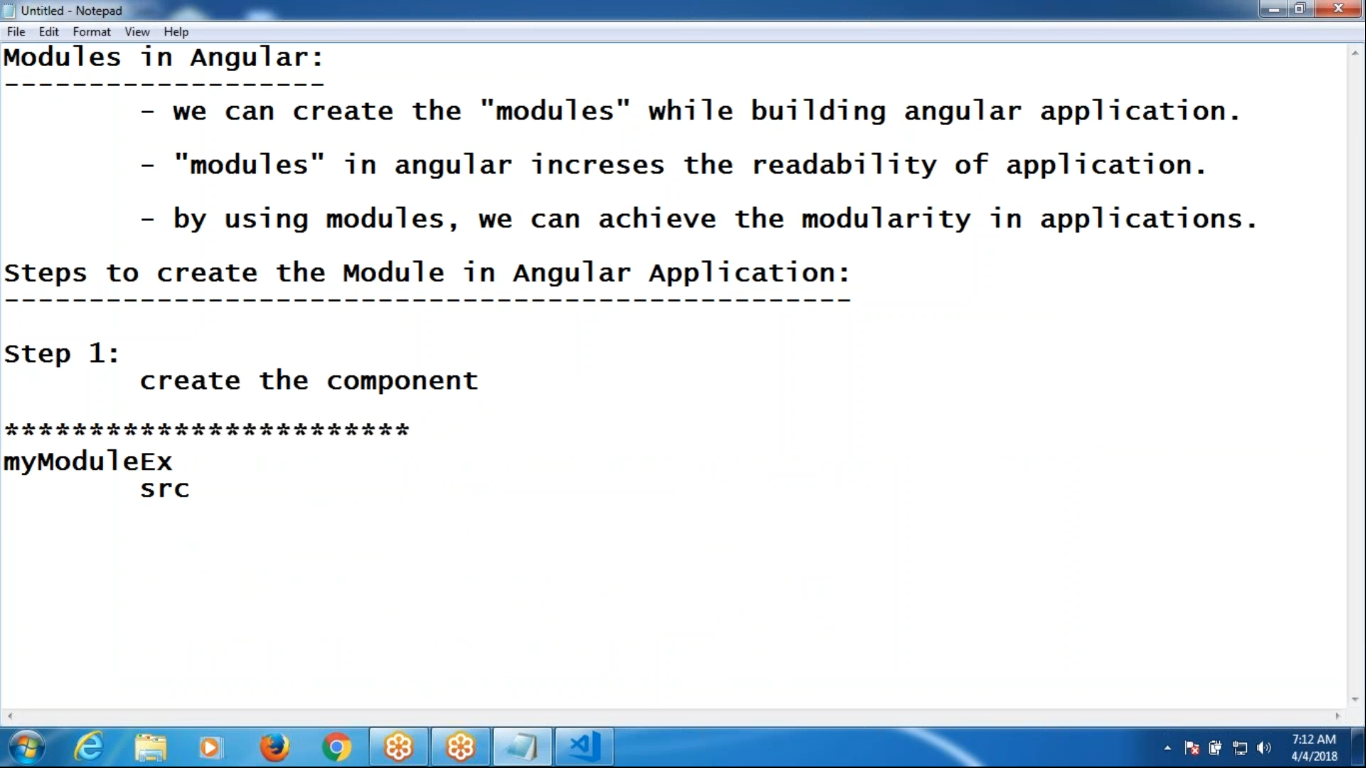 Untitled - Notepad
File Edit Format View Help
Modules in Angular:
-------------------
- we can create the "modules" while building angular application.
- "modules" in angular increses the readability of application.
- by using modules, we can achieve the modularity in applications.
Steps to create the Module in Angular Application:
--------------------------------------------------
Step 1:
create the component
************************
myModuleEx
src
7:12 AM
4/4/2018